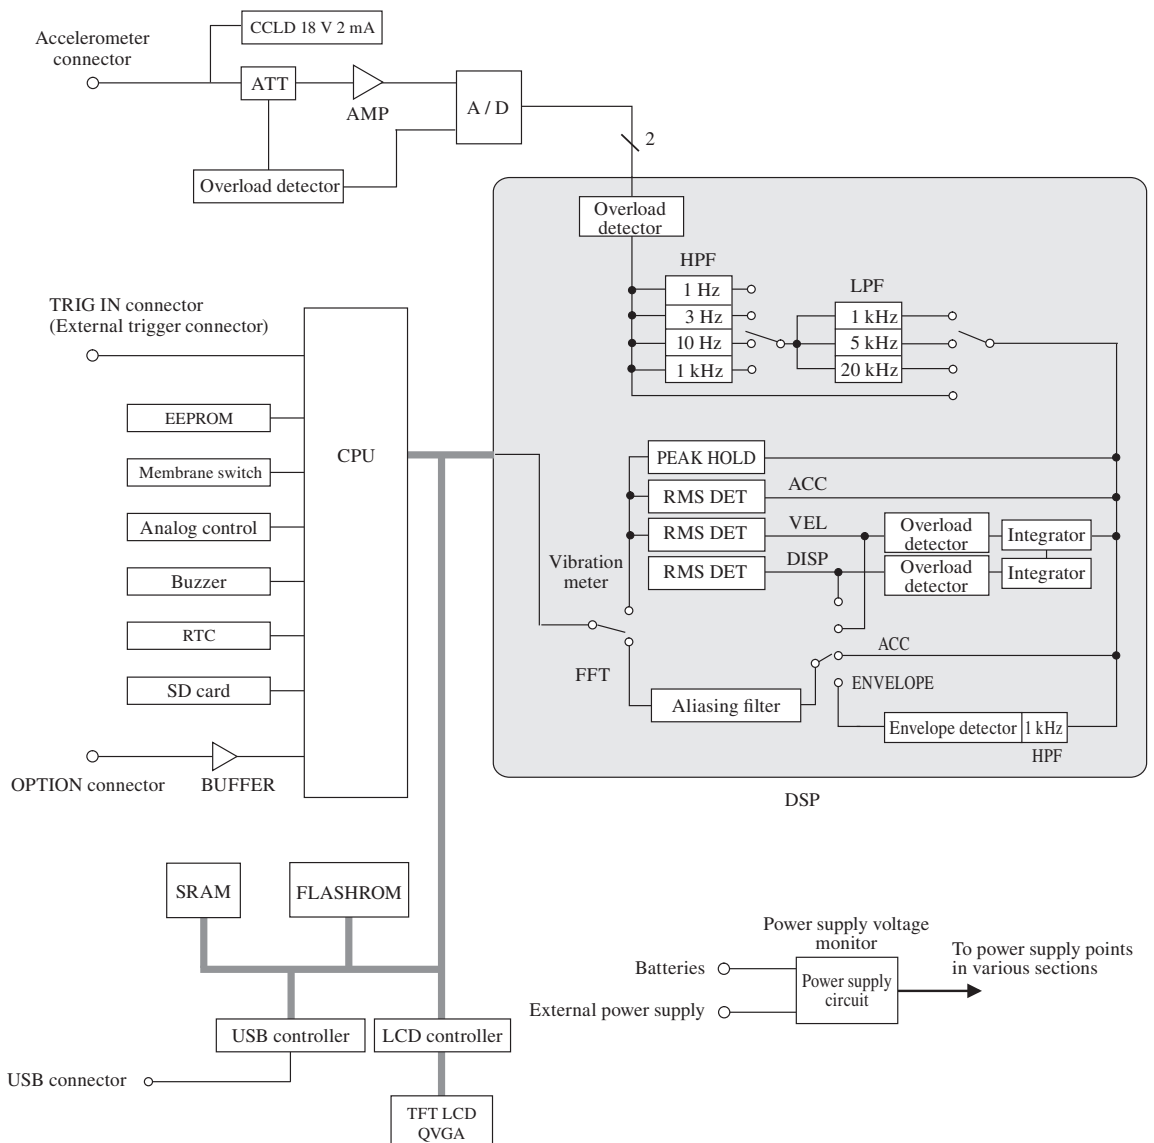 CCLD 18 V 2 mA
Accelerometer
connector
ATT
AMP
A / D
2
Overload detector
Overload
detector
HPF
1 Hz
3 Hz
10 Hz
1 kHz
LPF
1 kHz
5 kHz
20 kHz
TRIG IN connector
(External trigger connector)
EEPROM
Membrane switch
Analog control
Buzzer
RTC
SD card
CPU
OPTION connector
BUFFER
PEAK HOLD
RMS DET
ACC
RMS DET
VEL
Overload
detector
Integrator
RMS DET
DISP
Overload
detector
Integrator
Vibration
meter
FFT
Aliasing filter
ACC
ENVELOPE
Envelope detector
1 kHz
HPF
DSP
SRAM
FLASHROM
USB controller
LCD controller
USB connector
TFT LCD
QVGA
Power supply voltage
monitor
Batteries
External power supply
Power supply
circuit
To power supply points
in various sections